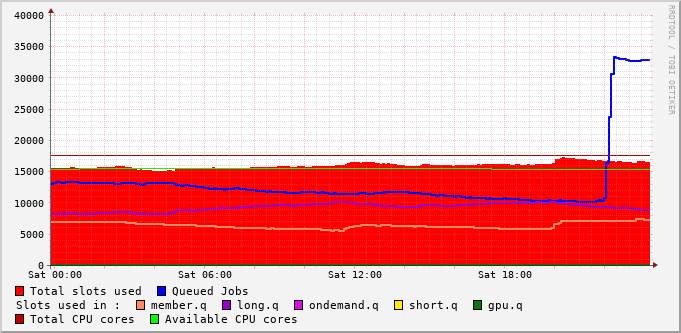 40000
35000
30000
25000
20000
15000
10000
5000
0
Sat 00:00 Sat 06:00 Sat 12:00 Sat 18:00
RRDTOOL / TOBI OETIKER
Total slots used Queued Jobs
Slots used in : member.q long.q ondemand.q short.q gpu.q
Total CPU cores Available CPU cores